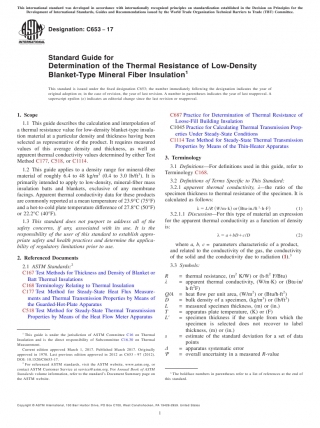 This international standard was developed in accordance with internationally recognized principles on standardization established in the Decision on Principles for the
Development of International Standards, Guides and Recommendations issued by the World Trade Organization Technical Barriers to Trade (TBT) Committee.
Designation: C653 − 17
Standard Guide for
Determination of the Thermal Resistance of Low-Density
Blanket-Type Mineral Fiber Insulation¹
This standard is issued under the fixed designation C653; the number immediately following the designation indicates the year of
original adoption or, in the case of revision, the year of last revision. A number in parentheses indicates the year of last reapproval. A
superscript epsilon (ε) indicates an editorial change since the last revision or reapproval.
1. Scope
1.1 This guide describes the calculation and interpolation of
a thermal resistance value for low-density blanket-type insula-
tion material at a particular density and thickness having been
selected as representative of the product. It requires measured
values of this average density and thickness, as well as
apparent thermal conductivity values determined by either Test
Method C177, C518, or C1114.
1.2 This guide applies to a density range for mineral-fiber
material of roughly 6.4 to 48 kg/m³ (0.4 to 3.0 lb/ft³). It is
primarily intended to apply to low-density, mineral-fiber mass
insulation batts and blankets, exclusive of any membrane
facings. Apparent thermal conductivity data for these products
are commonly reported at a mean temperature of 23.9°C (75°F)
and a hot to cold plate temperature difference of 27.8°C (50°F)
or 22.2°C (40°F).
1.3 This standard does not purport to address all of the
safety concerns, if any, associated with its use. It is the
responsibility of the user of this standard to establish appro-
priate safety and health practices and determine the applica-
bility of regulatory limitations prior to use.
2. Referenced Documents
2.1 ASTM Standards:²
C167 Test Methods for Thickness and Density of Blanket or
Batt Thermal Insulations
C168 Terminology Relating to Thermal Insulation
C177 Test Method for Steady-State Heat Flux Measure-
ments and Thermal Transmission Properties by Means of
the Guarded-Hot-Plate Apparatus
C518 Test Method for Steady-State Thermal Transmission
Properties by Means of the Heat Flow Meter Apparatus
¹ This guide is under the jurisdiction of ASTM Committee C16 on Thermal
Insulation and is the direct responsibility of Subcommittee C16.30 on Thermal
Measurement.
Current edition approved March 1, 2017. Published March 2017. Originally
approved in 1970. Last previous edition approved in 2012 as C653 – 97 (2012).
DOI: 10.1520/C0653-17.
² For referenced ASTM standards, visit the ASTM website, www.astm.org, or
contact ASTM Customer Service at service@astm.org. For Annual Book of ASTM
Standards volume information, refer to the standard's Document Summary page on
the ASTM website.
C687 Practice for Determination of Thermal Resistance of
Loose-Fill Building Insulation
C1045 Practice for Calculating Thermal Transmission Prop-
erties Under Steady-State Conditions
C1114 Test Method for Steady-State Thermal Transmission
Properties by Means of the Thin-Heater Apparatus
3. Terminology
3.1 Definitions—For definitions used in this guide, refer to
Terminology C168.
3.2 Definitions of Terms Specific to This Standard:
3.2.1 apparent thermal conductivity, λ—the ratio of the
specimen thickness to thermal resistance of the specimen. It is
calculated as follows:
3.2.1.1 Discussion—For this type of material an expression
for the apparent thermal conductivity as a function of density
is:
where a, b, c = parameters characteristic of a product,
and related to the conductivity of the gas, the conductivity
of the solid and the conductivity due to radiation (1).³
3.3 Symbols:
R = thermal resistance, (m² K/W) or (h·ft² F/Btu)
λ = apparent thermal conductivity, (W/m·K) or (Btu·in/
h·ft²F)
Q/A = heat flow per unit area, (W/m²) or (Btu/h·ft²)
D = bulk density of a specimen, (kg/m³) or (lb/ft³)
L = measured specimen thickness, (m) or (in.)
T = apparatus plate temperature, (K) or (F)
= specimen thickness if the sample from which the
specimen is selected does not recover to label
thickness, (m) or (in.)
s = estimate of the standard deviation for a set of data
points
Δ = apparatus systematic error
Ψ = overall uncertainty in a measured R-value
³ The boldface numbers in parentheses refer to a list of references at the end of
this standard.
Copyright © ASTM International, 100 Barr Harbor Drive, PO Box C700, West Conshohocken, PA 19428-2959. United States
1